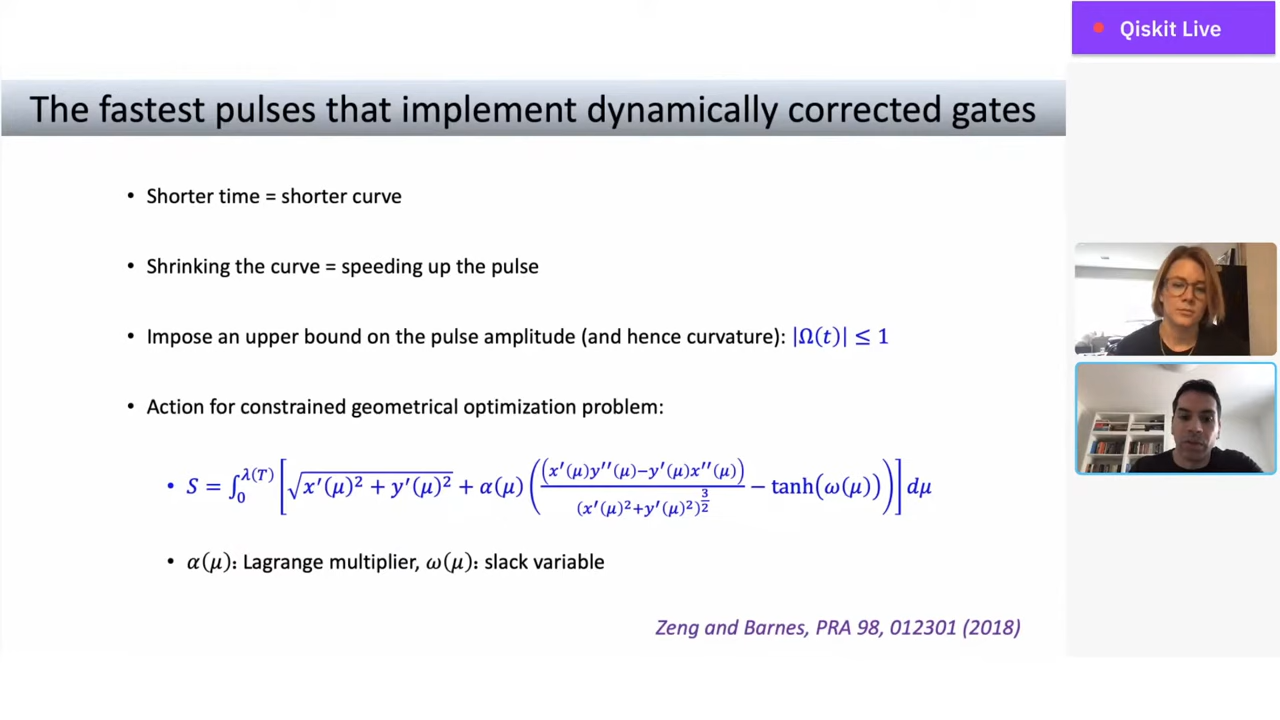 Qiskit Live
The fastest pulses that implement dynamically corrected gates
• Shorter time = shorter curve
• Shrinking the curve = speeding up the pulse
• Impose an upper bound on the pulse amplitude (and hence curvature): |Ω(t)| ≤ 1
• Action for constrained geometrical optimization problem:
• S = ∫₀^λ(T) [√(x′(μ)²+y′(μ)²) + α(μ) ((x′(μ)y″(μ)−y′(μ)x″(μ))/(x′(μ)²+y′(μ)²)^(3/2) − tanh(ω(μ)))] dμ
• α(μ): Lagrange multiplier, ω(μ): slack variable
Zeng and Barnes, PRA 98, 012301 (2018)